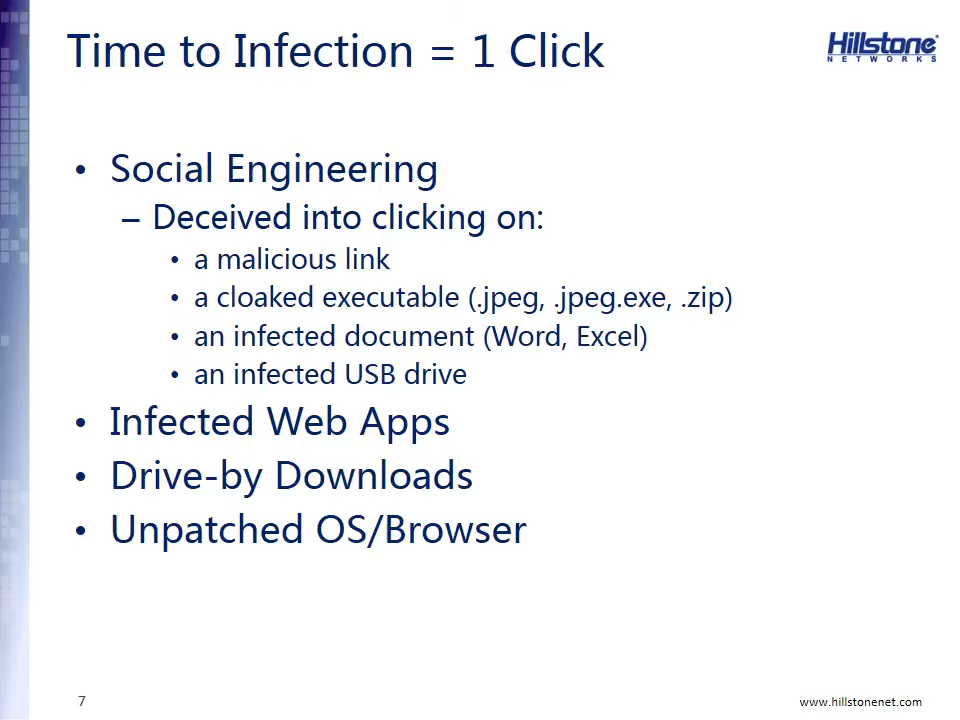 Time to Infection = 1 Click
Hillstone®
NETWORKS
• Social Engineering
– Deceived into clicking on:
• a malicious link
• a cloaked executable (.jpeg, .jpeg.exe, .zip)
• an infected document (Word, Excel)
• an infected USB drive
• Infected Web Apps
• Drive-by Downloads
• Unpatched OS/Browser
7
www.hillstonenet.com